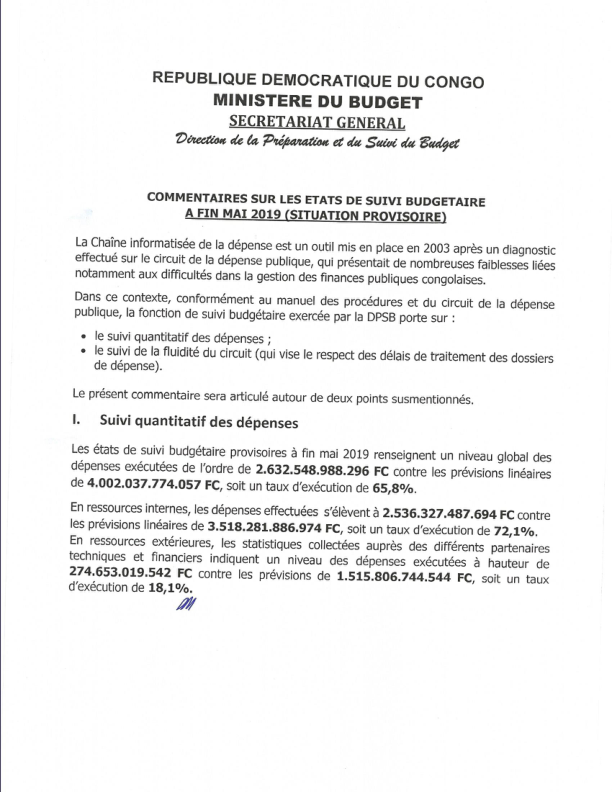 REPUBLIQUE DEMOCRATIQUE DU CONGO
MINISTERE DU BUDGET
SECRETARIAT GENERAL
Direction de la Préparation et du Suivi du Budget
COMMENTAIRES SUR LES ETATS DE SUIVI BUDGETAIRE
A FIN MAI 2019 (SITUATION PROVISOIRE)
La Chaîne informatisée de la dépense est un outil mis en place en 2003 après un diagnostic
effectué sur le circuit de la dépense publique, qui présentait de nombreuses faiblesses liées
notamment aux difficultés dans la gestion des finances publiques congolaises.
Dans ce contexte, conformément au manuel des procédures et du circuit de la dépense
publique, la fonction de suivi budgétaire exercée par la DPSB porte sur :
• le suivi quantitatif des dépenses ;
• le suivi de la fluidité du circuit (qui vise le respect des délais de traitement des dossiers
de dépense).
Le présent commentaire sera articulé autour de deux points susmentionnés.
I. Suivi quantitatif des dépenses
Les états de suivi budgétaire provisoires à fin mai 2019 renseignent un niveau global des
dépenses exécutées de l'ordre de 2.632.548.988.296 FC contre les prévisions linéaires
de 4.002.037.774.057 FC, soit un taux d'exécution de 65,8%.
En ressources internes, les dépenses effectuées s'élèvent à 2.536.327.487.694 FC contre
les prévisions linéaires de 3.518.281.886.974 FC, soit un taux d'exécution de 72,1%.
En ressources extérieures, les statistiques collectées auprès des différents partenaires
techniques et financiers indiquent un niveau des dépenses exécutées à hauteur de
274.653.019.542 FC contre les prévisions de 1.515.806.744.544 FC, soit un taux
d'exécution de 18,1%.